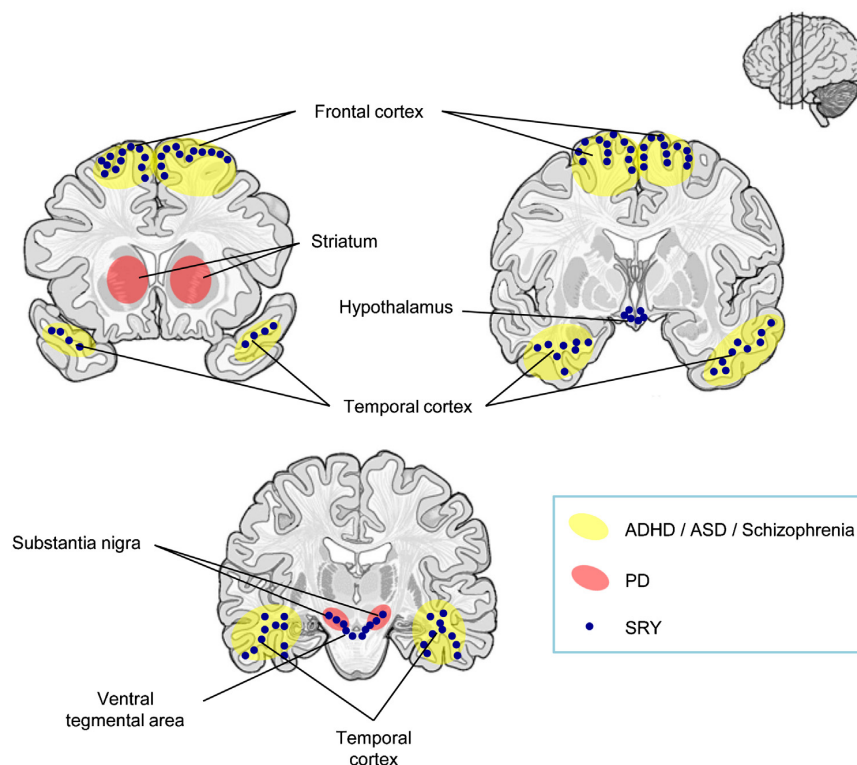 Frontal cortex
Striatum
Hypothalamus
Temporal cortex
Substantia nigra
Ventral
tegmental area
Temporal
cortex
ADHD / ASD / Schizophrenia
PD
SRY